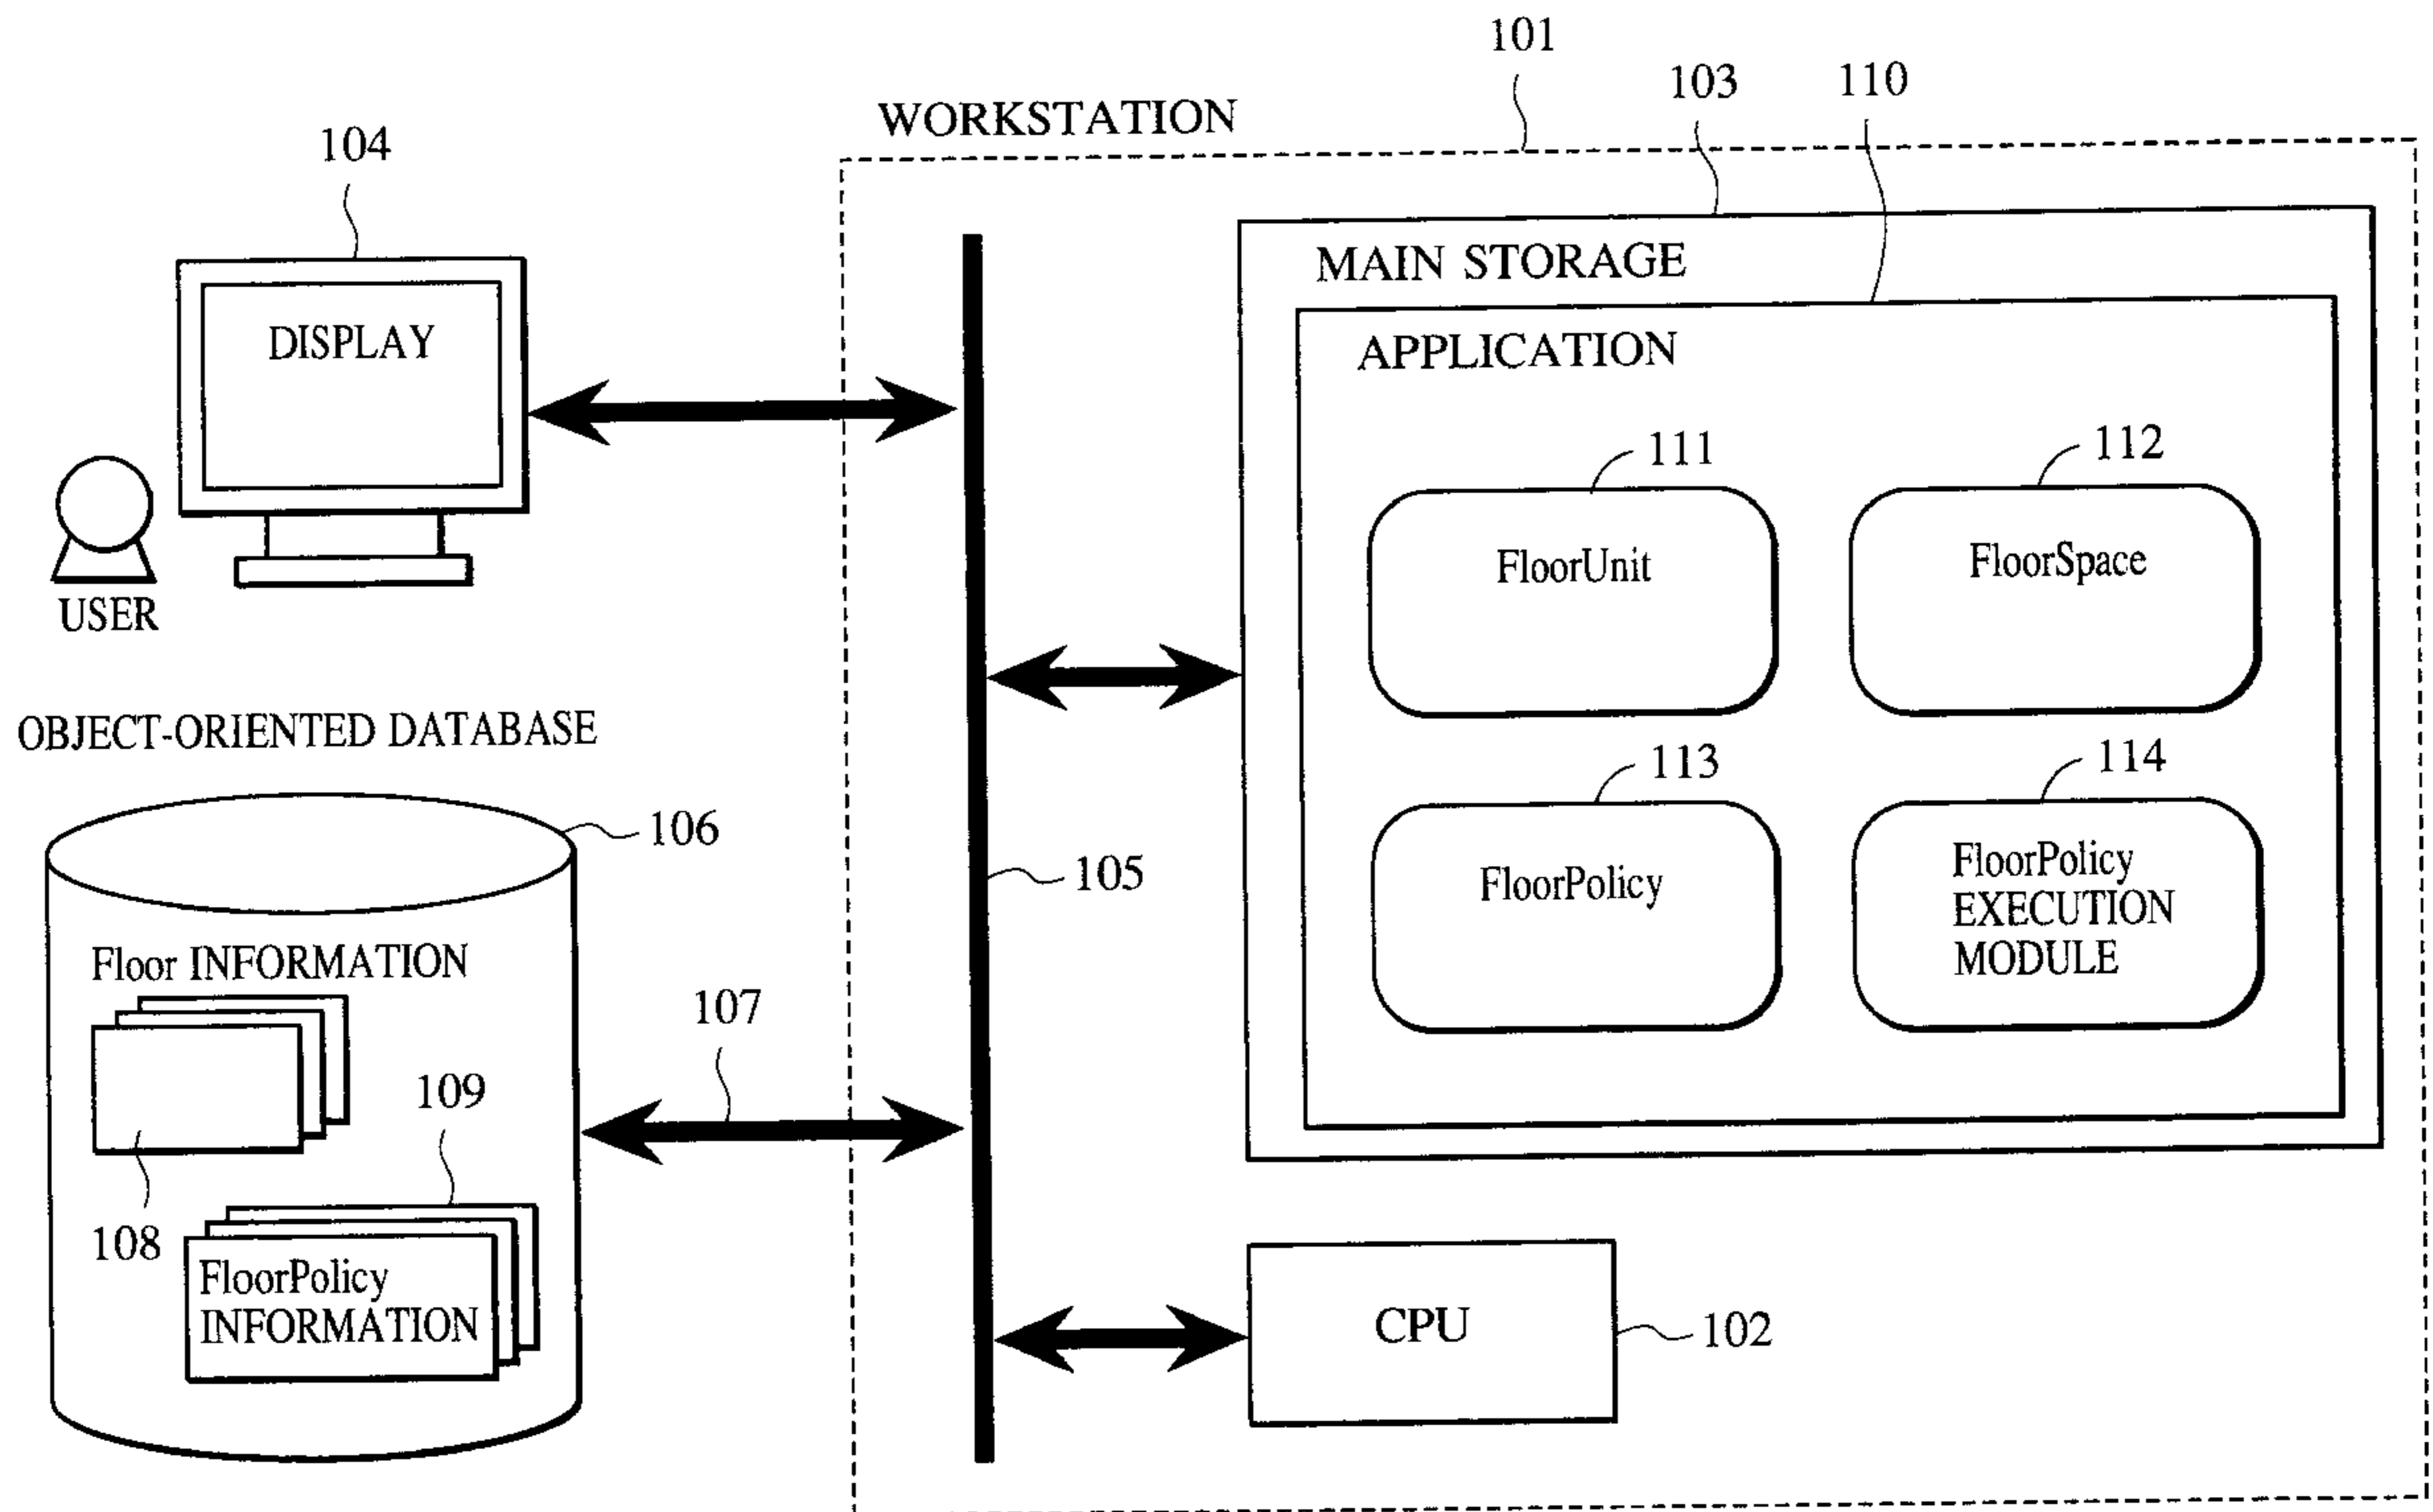 101
103
110
WORKSTATION
104
MAIN STORAGE
DISPLAY
APPLICATION
111
112
FloorUnit
FloorSpace
USER
OBJECT-ORIENTED DATABASE
113
114
106
105
FloorPolicy
FloorPolicy
EXECUTION
MODULE
Floor INFORMATION
107
109
108
FloorPolicy
INFORMATION
CPU
102